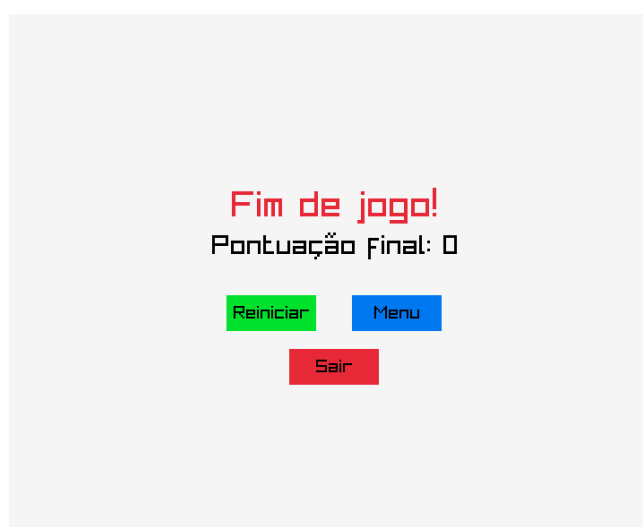 Fim de jogo!
Pontuação Final: 0
Reiniciar
Menu
Sair